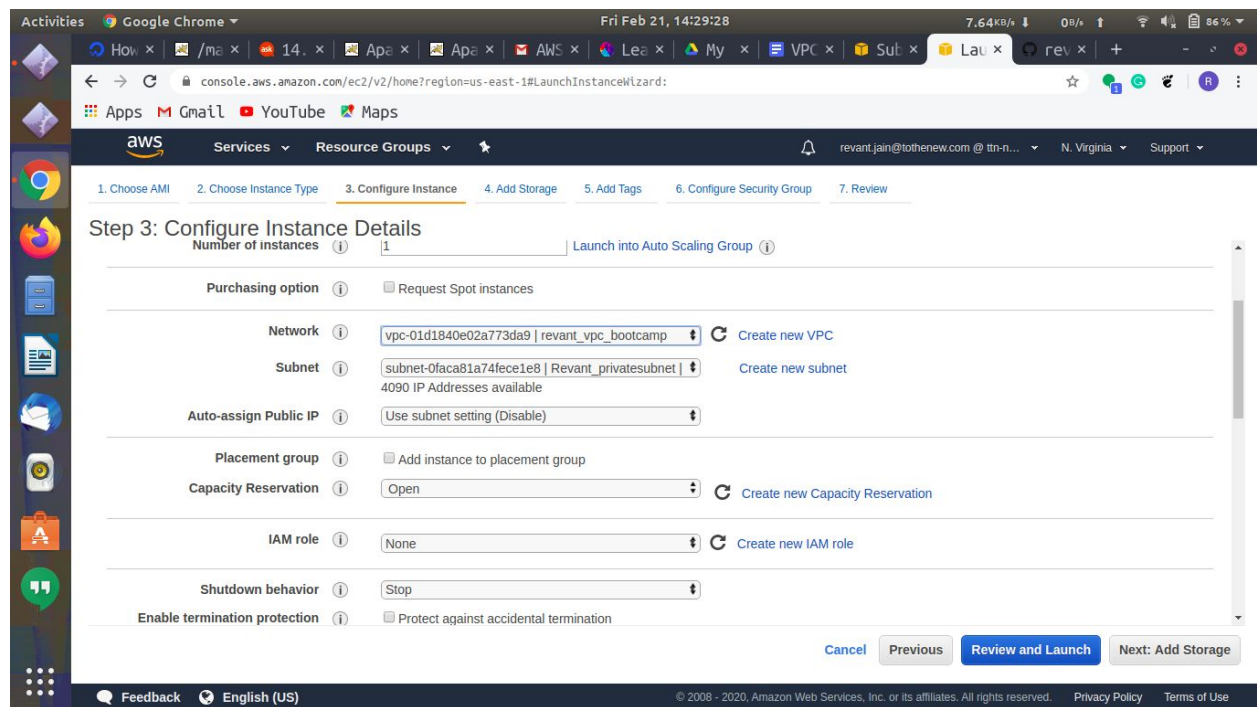 Activities Google Chrome ▾ Fri Feb 21, 14:29:28 7.64KB/s 0B/s 86%
How × /ma × 14. × Apa × Apa × AWS × Lea × My × VPC × Sub × Lau × rev × +
console.aws.amazon.com/ec2/v2/home?region=us-east-1#LaunchInstanceWizard: 1 G R
Apps Gmail YouTube Maps
aws Services Resource Groups revant.jain@tothenew.com @ ttn-n... N. Virginia Support
1. Choose AMI 2. Choose Instance Type 3. Configure Instance 4. Add Storage 5. Add Tags 6. Configure Security Group 7. Review
Step 3: Configure Instance Details
Number of instances i 1 Launch into Auto Scaling Group i
Purchasing option i Request Spot instances
Network i vpc-01d1840e02a773da9 | revant_vpc_bootcamp Create new VPC
Subnet i subnet-0faca81a74fece1e8 | Revant_privatesubnet | Create new subnet
4090 IP Addresses available
Auto-assign Public IP i Use subnet setting (Disable)
Placement group i Add instance to placement group
Capacity Reservation i Open Create new Capacity Reservation
IAM role i None Create new IAM role
Shutdown behavior i Stop
Enable termination protection i Protect against accidental termination
Cancel Previous Review and Launch Next: Add Storage
Feedback English (US) © 2008 - 2020, Amazon Web Services, Inc. or its affiliates. All rights reserved. Privacy Policy Terms of Use